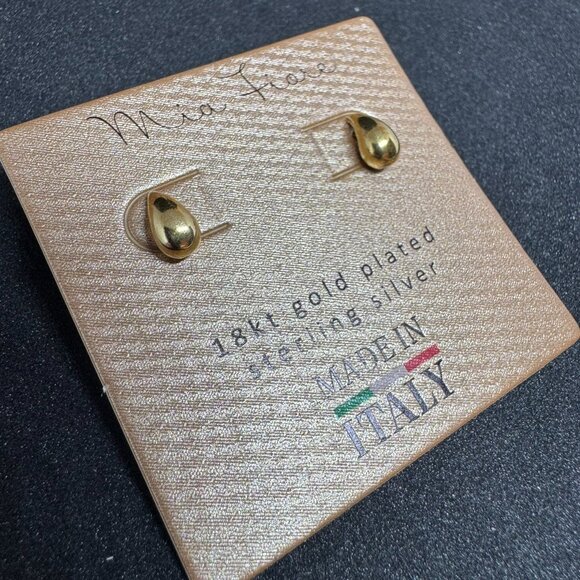 Mia Fiore
18kt gold plated
sterling silver
MADE IN
ITALY